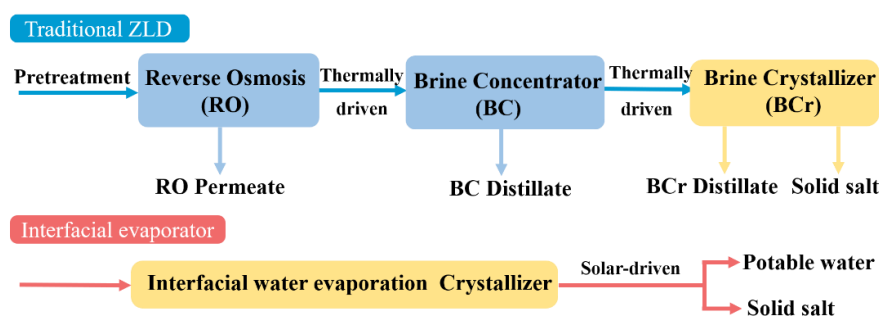 Traditional ZLD
Pretreatment
Reverse Osmosis
(RO)
Thermally
driven
Brine Concentrator
(BC)
Thermally
driven
Brine Crystallizer
(BCr)
RO Permeate
BC Distillate
BCr Distillate
Solid salt
Interfacial evaporator
Interfacial water evaporation Crystallizer
Solar-driven
Potable water
Solid salt